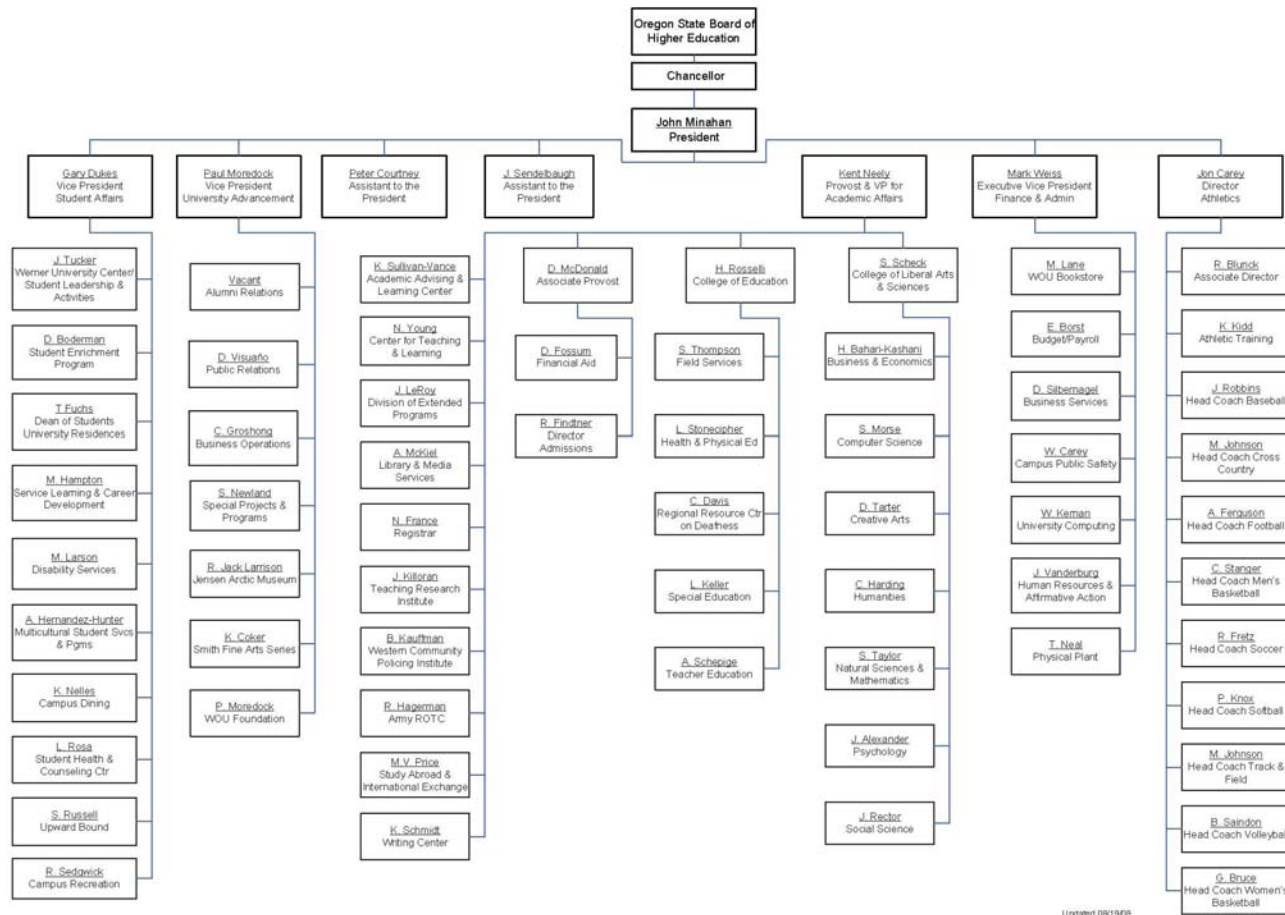 Oregon State Board of
Higher Education
Chancellor
John Minahan
President
Gary Dukes
Vice President
Student Affairs
Paul Moredock
Vice President
University Advancement
Peter Courtney
Assistant to the
President
J. Sendelbaugh
Assistant to the
President
Kent Neely
Provost & VP for
Academic Affairs
Mark Weiss
Executive Vice President
Finance & Admin
Jon Carey
Director
Athletics
J. Tucker
Werner University Center/
Student Leadership &
Activities
D. Boderman
Student Enrichment
Program
T Fuchs
Dean of Students
University Residences
M. Hampton
Service Learning & Career
Development
M. Larson
Disability Services
A. Hernandez-Hunter
Multicultural Student Svcs
& Pgms
K. Nelles
Campus Dining
L. Rosa
Student Health &
Counseling Ctr
S. Russell
Upward Bound
R. Sedgwick
Campus Recreation
Vacant
Alumni Relations
D. Visuaño
Public Relations
C. Groshong
Business Operations
S. Newland
Special Projects &
Programs
R. Jack Larrison
Jensen Arctic Museum
K. Coker
Smith Fine Arts Series
P. Moredock
WOU Foundation
K. Sullivan-Vance
Academic Advising &
Learning Center
N. Young
Center for Teaching
& Learning
J. LeRoy
Division of Extended
Programs
A. McKiel
Library & Media
Services
N. France
Registrar
J. Killoran
Teaching Research
Institute
B. Kauffman
Western Community
Policing Institute
R. Hagerman
Army ROTC
M.V. Price
Study Abroad &
International Exchange
K. Schmidt
Writing Center
D. McDonald
Associate Provost
D. Fossum
Financial Aid
R. Findtner
Director
Admissions
H. Rosselli
College of Education
S. Thompson
Field Services
L. Stonecipher
Health & Physical Ed
C. Davis
Regional Resource Ctr
on Deafness
L. Keller
Special Education
A. Schepige
Teacher Education
S. Scheck
College of Liberal Arts
& Sciences
H. Bahari-Kashani
Business & Economics
S. Morse
Computer Science
D. Tarter
Creative Arts
C. Harding
Humanities
S. Taylor
Natural Sciences &
Mathematics
J. Alexander
Psychology
J. Rector
Social Science
M. Lane
WOU Bookstore
E. Borst
Budget/Payroll
D. Silbernagel
Business Services
W. Carey
Campus Public Safety
W. Kernan
University Computing
J. Vanderburg
Human Resources &
Affirmative Action
T. Neal
Physical Plant
R. Blunck
Associate Director
K. Kidd
Athletic Training
J. Robbins
Head Coach Baseball
M. Johnson
Head Coach Cross
Country
A. Ferguson
Head Coach Football
C. Stanger
Head Coach Men's
Basketball
R. Fretz
Head Coach Soccer
P. Knox
Head Coach Softball
M. Johnson
Head Coach Track &
Field
B. Saindon
Head Coach Volleyball
G. Bruce
Head Coach Women's
Basketball
Updated 09/19/08